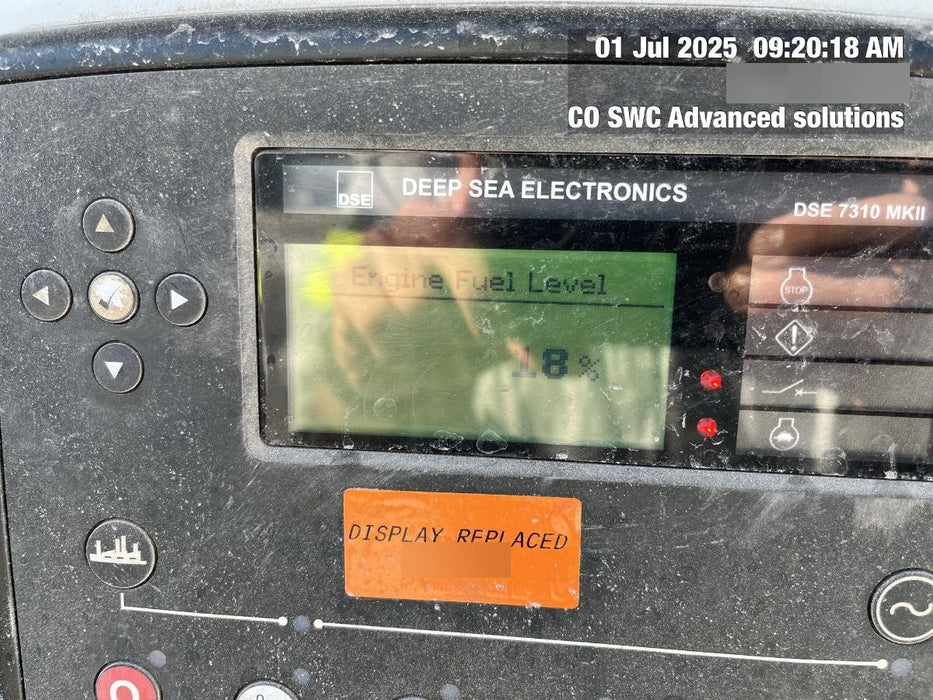 01 Jul 2025 09:20:18 AM
CO SWC Advanced solutions
DSE
DEEP SEA ELECTRONICS
DSE 7310 MKII
Engine Fuel Level
18 %
STOP
DISPLAY REPLACED